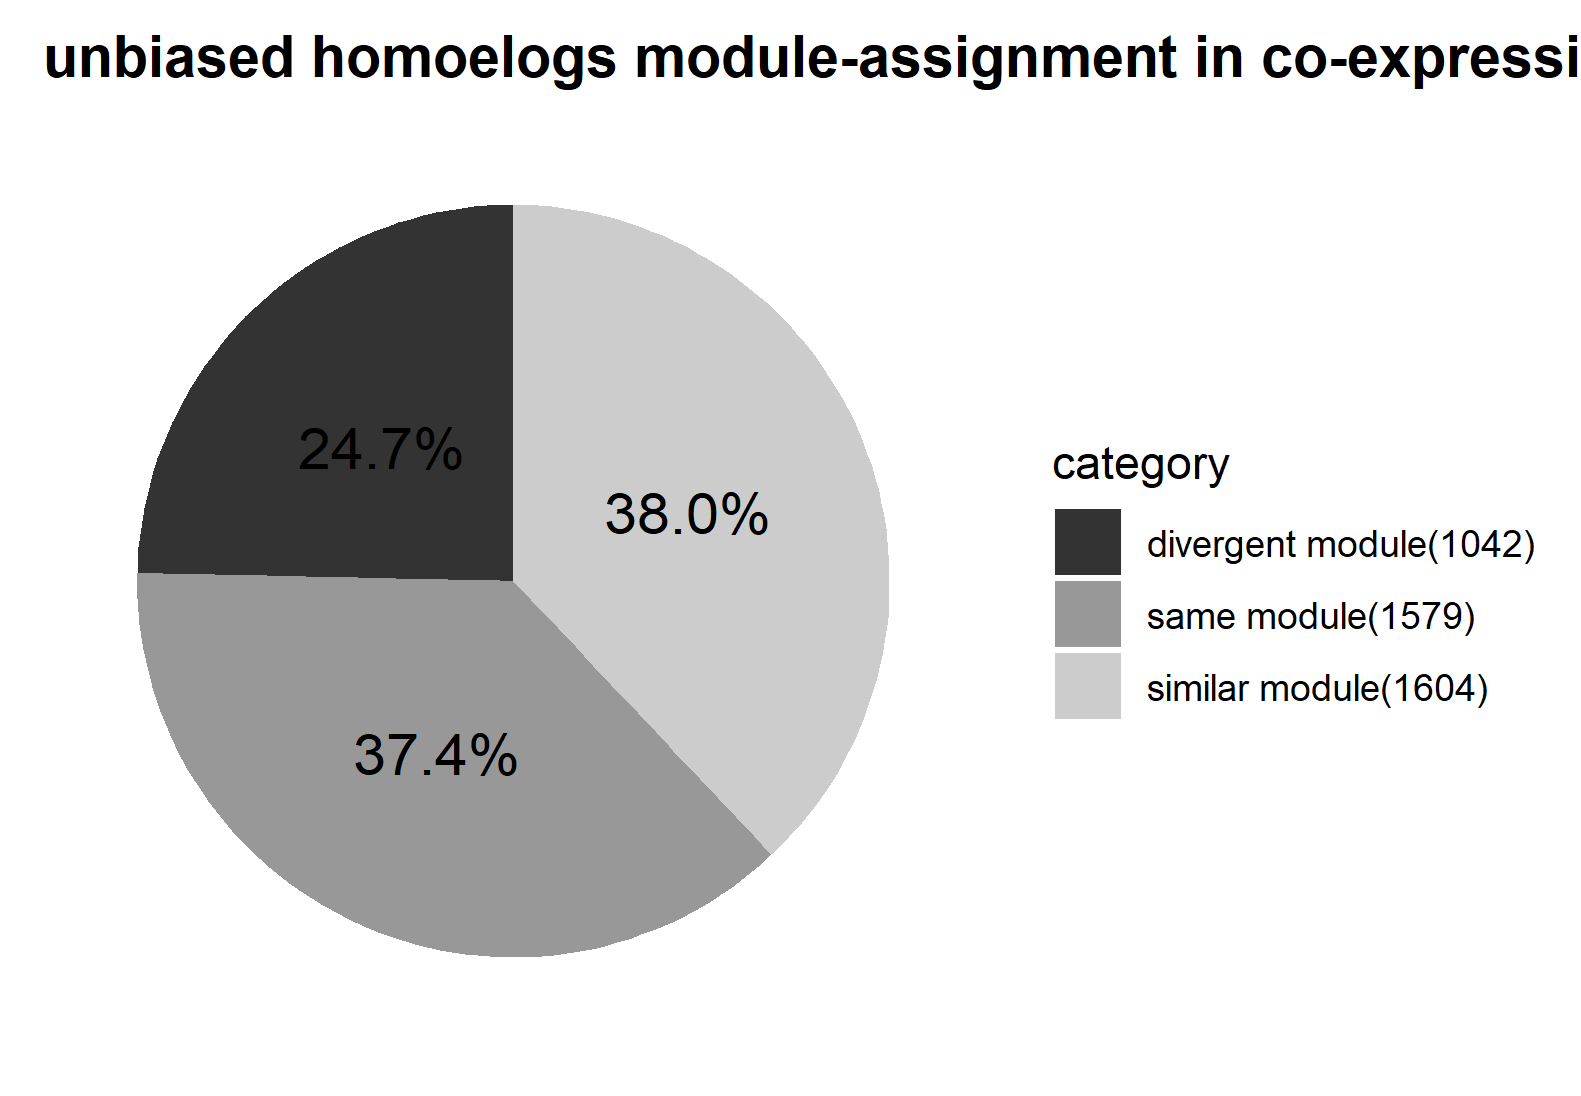 unbiased homoelogs module-assignment in co-expressi
24.7%
38.0%
37.4%
category
divergent module(1042)
same module(1579)
similar module(1604)